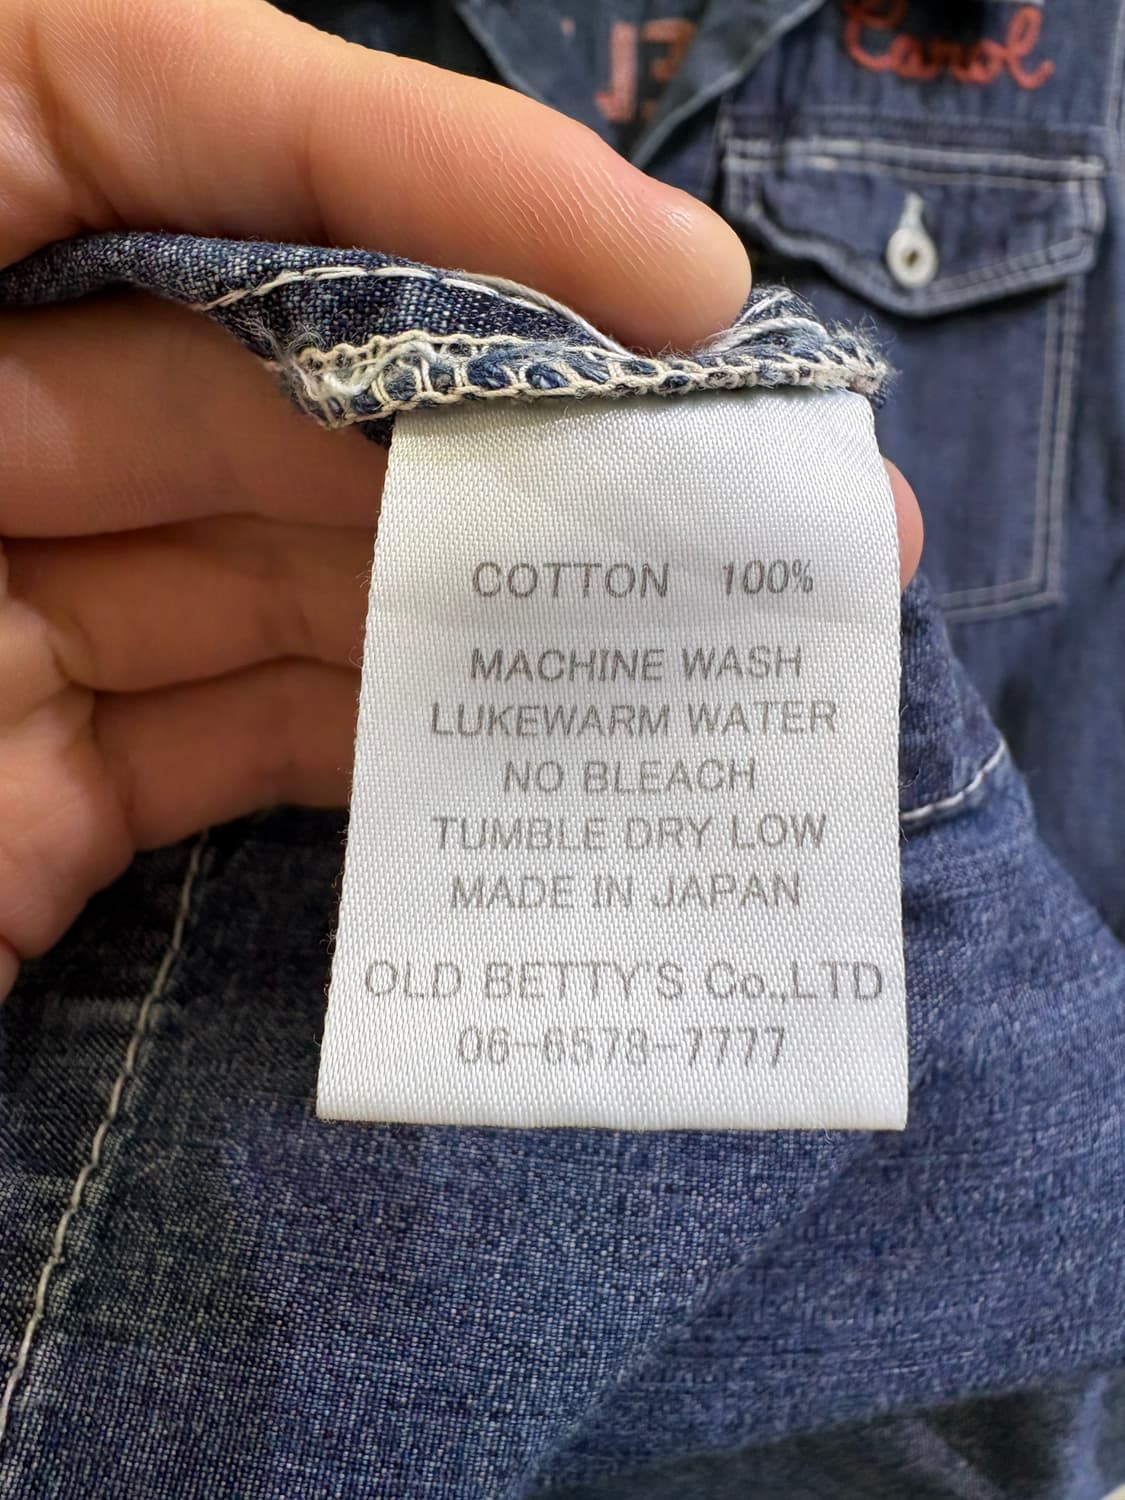 Carol
COTTON 100%
MACHINE WASH
LUKEWARM WATER
NO BLEACH
TUMBLE DRY LOW
MADE IN JAPAN
OLD BETTY'S Co.,LTD
06-6578-7777